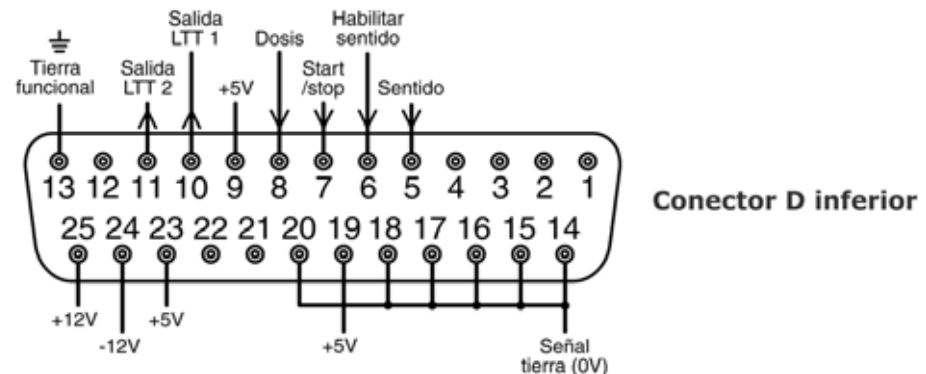 Salida
LTT 1
Dosis
Habilitar
sentido
Tierra
funcional
Salida
LTT 2
+5V
Start
/stop
Sentido
13 12 11 10 9 8 7 6 5 4 3 2 1
Conector D inferior
25 24 23 22 21 20 19 18 17 16 15 14
+12V
-12V
+5V
+5V
Señal
tierra (0V)